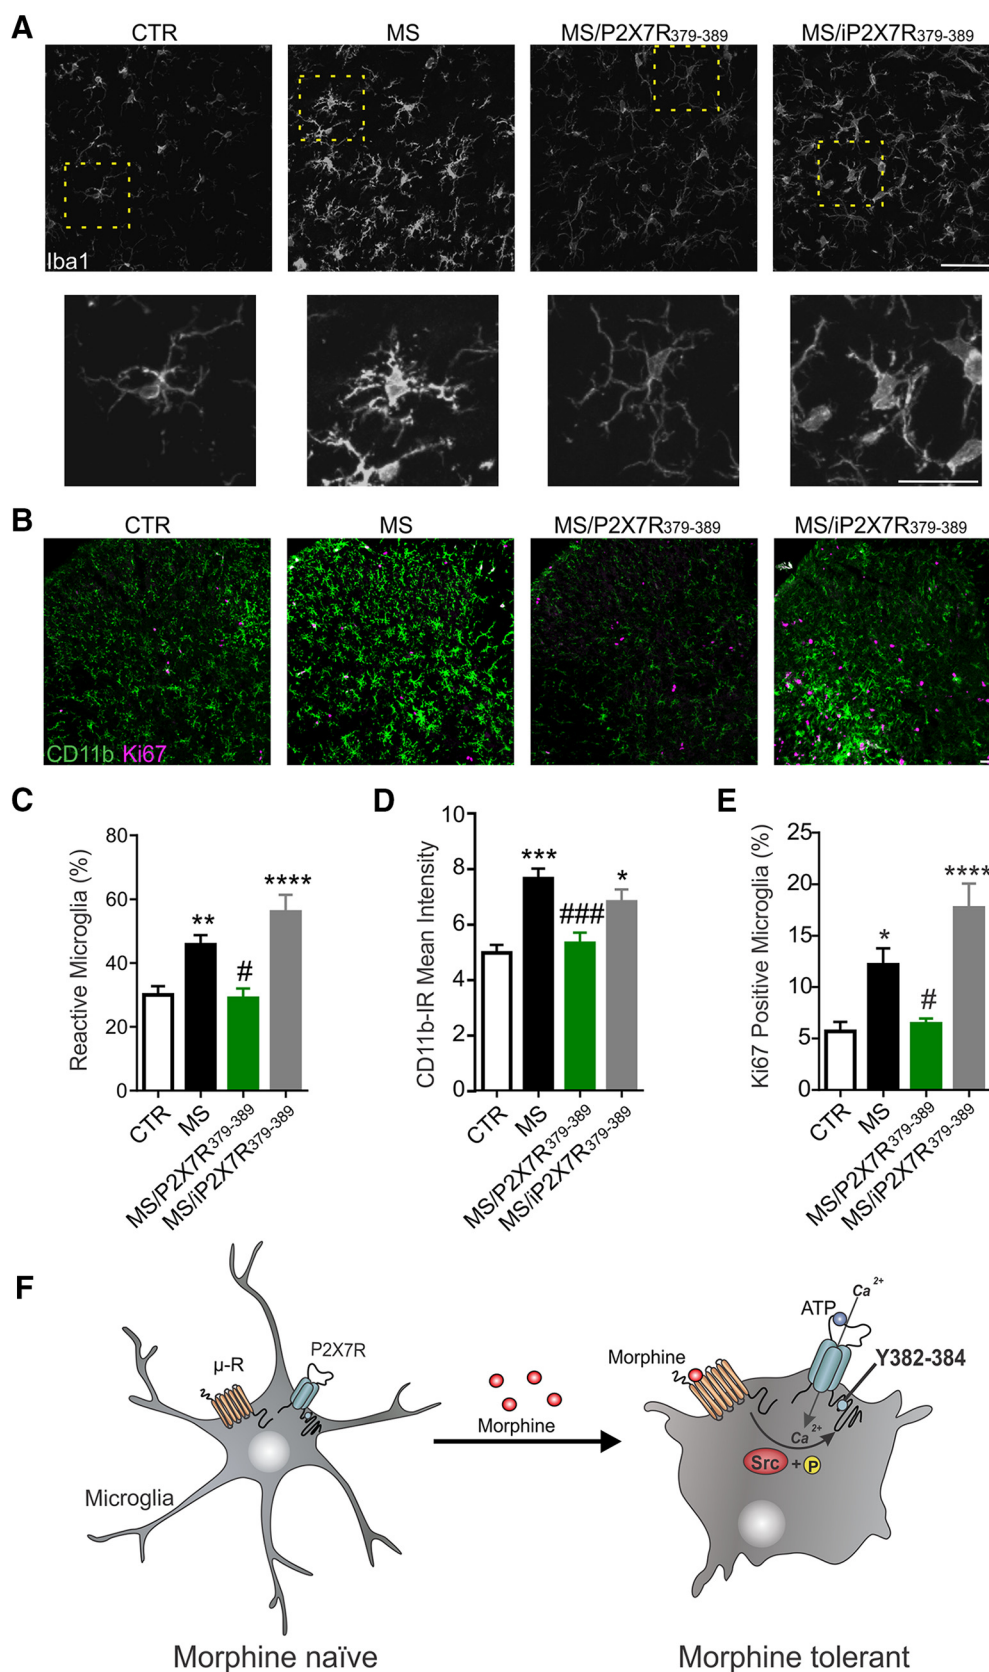 A
CTR MS MS/P2X7R379-389 MS/iP2X7R379-389
Iba1
B
CTR MS MS/P2X7R379-389 MS/iP2X7R379-389
CD11b Ki67
C
Reactive Microglia (%)
80
60
40
20
0
**
#
****
CTR
MS
MS/P2X7R379-389
MS/iP2X7R379-389
D
CD11b-IR Mean Intensity
10
8
6
4
2
0
***
###
*
CTR
MS
MS/P2X7R379-389
MS/iP2X7R379-389
E
Ki67 Positive Microglia (%)
25
20
15
10
5
0
*
#
****
CTR
MS
MS/P2X7R379-389
MS/iP2X7R379-389
F
μ-R
P2X7R
Microglia
Morphine
Morphine
ATP
Ca 2+
Y382-384
Ca 2+
Src + P
Morphine naïve
Morphine tolerant